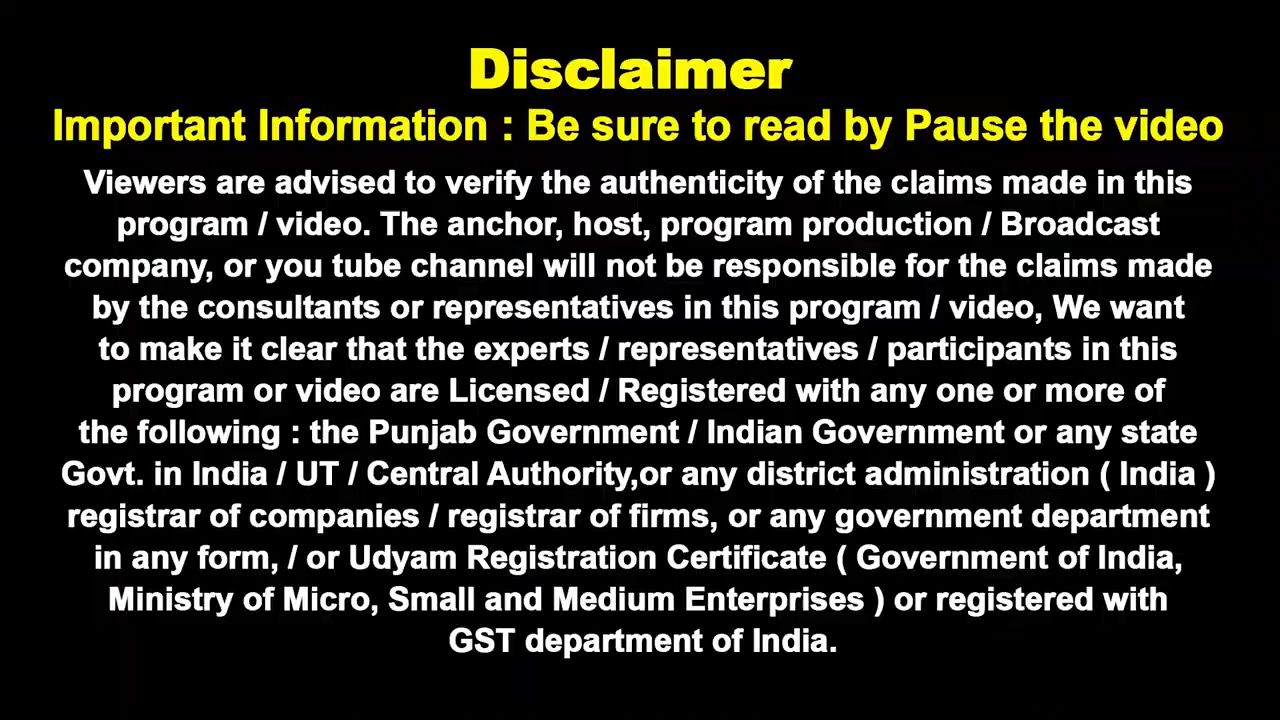 Disclaimer
Important Information : Be sure to read by Pause the video
Viewers are advised to verify the authenticity of the claims made in this
program / video. The anchor, host, program production / Broadcast
company, or you tube channel will not be responsible for the claims made
by the consultants or representatives in this program / video, We want
to make it clear that the experts / representatives / participants in this
program or video are Licensed / Registered with any one or more of
the following : the Punjab Government / Indian Government or any state
Govt. in India / UT / Central Authority,or any district administration ( India )
registrar of companies / registrar of firms, or any government department
in any form, / or Udyam Registration Certificate ( Government of India,
Ministry of Micro, Small and Medium Enterprises ) or registered with
GST department of India.